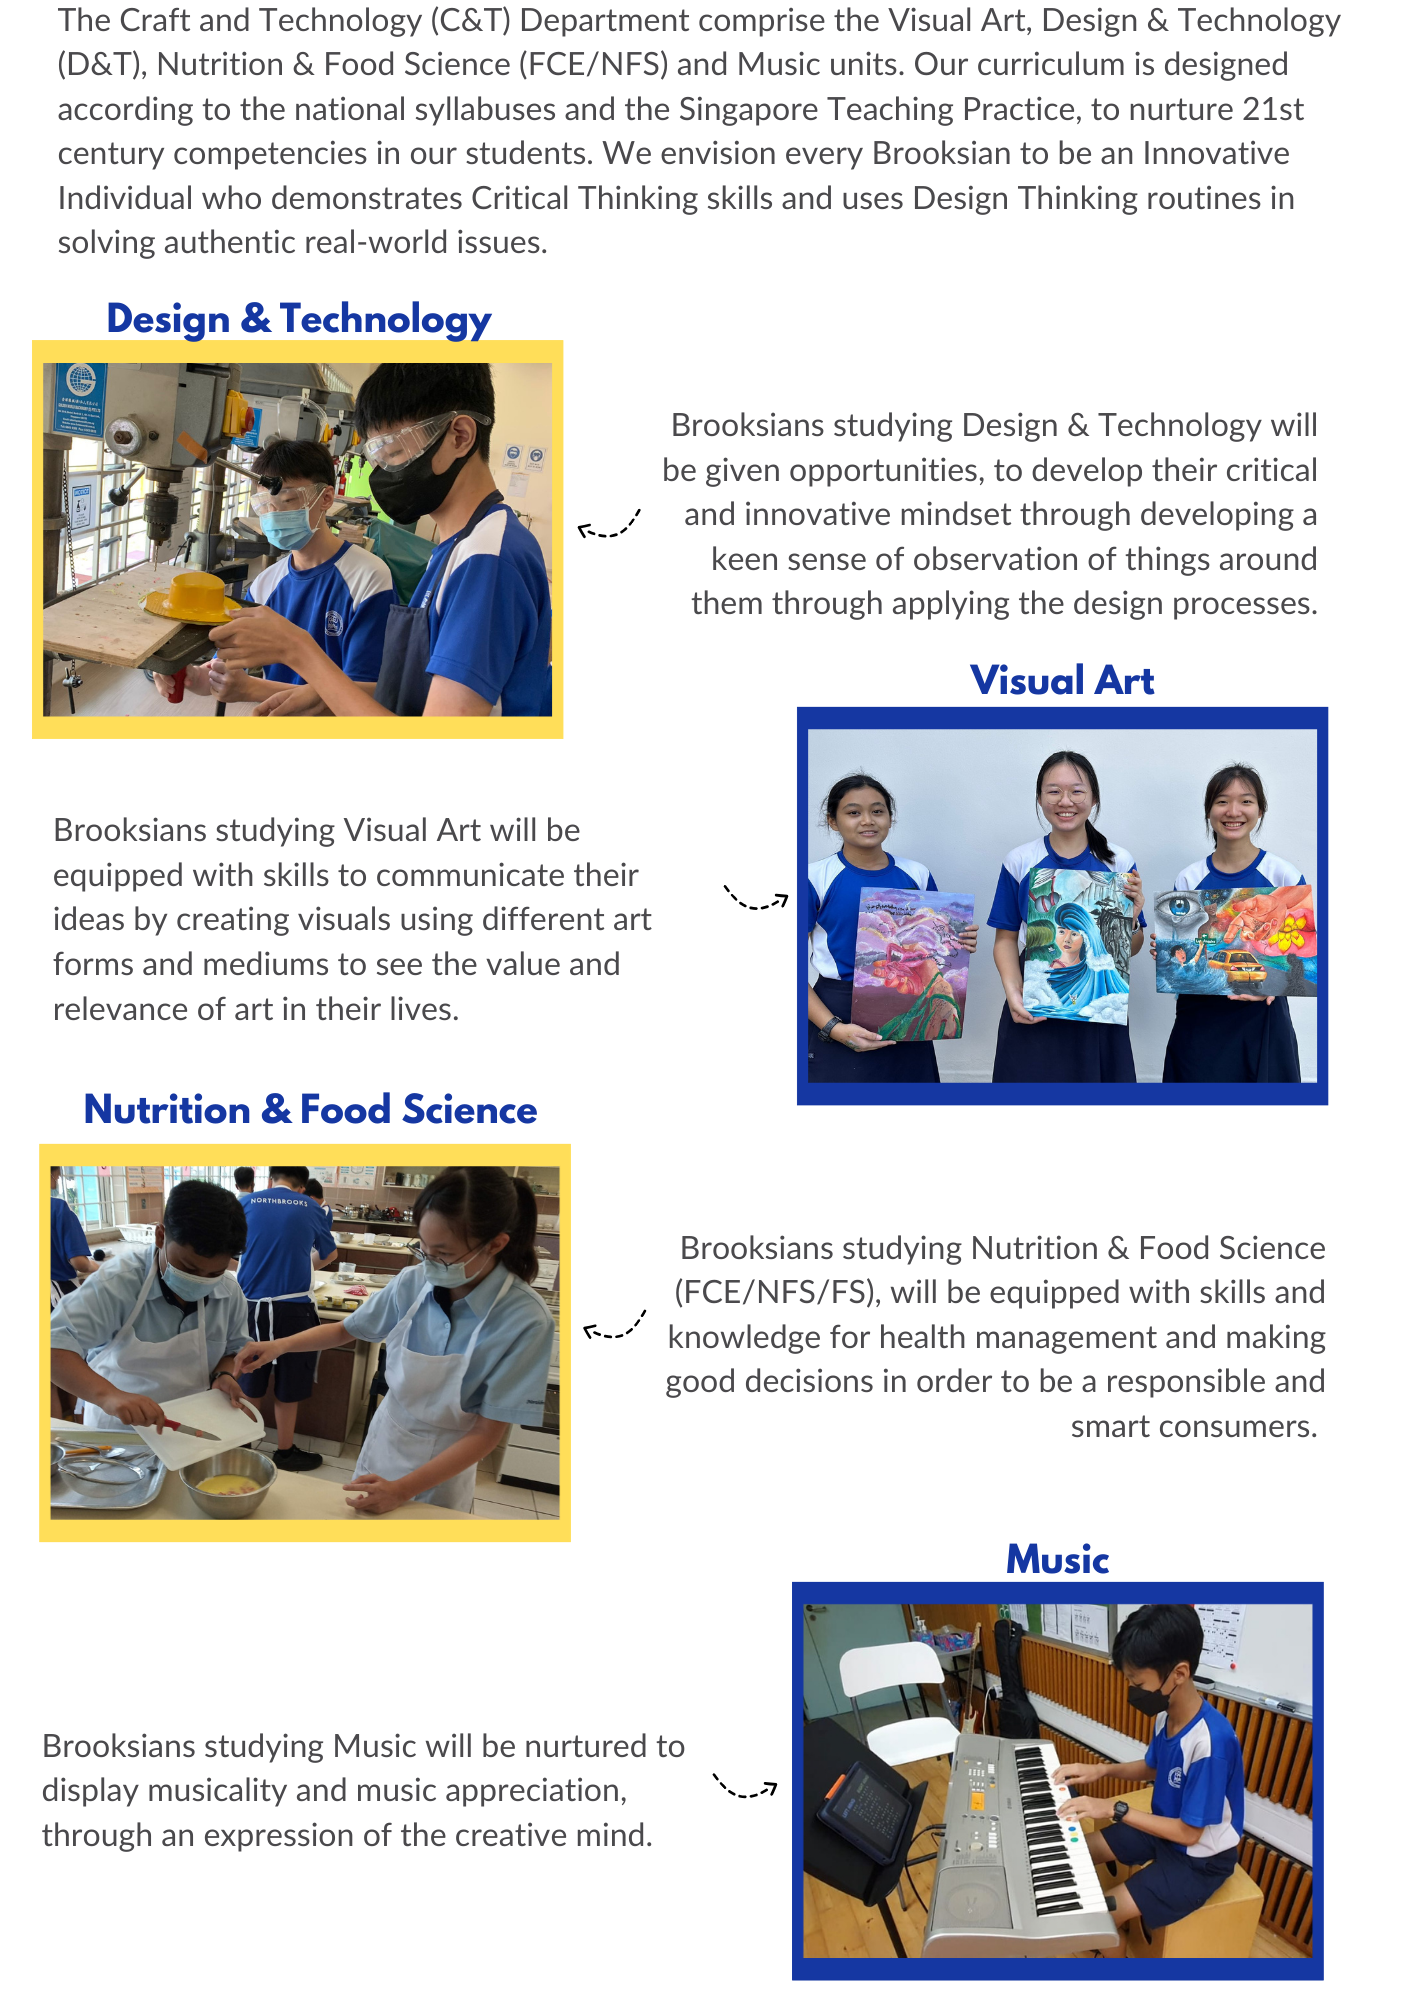 The Craft and Technology (C&T) Department comprise the Visual Art, Design & Technology
(D&T), Nutrition & Food Science (FCE/NFS) and Music units. Our curriculum is designed
according to the national syllabuses and the Singapore Teaching Practice, to nurture 21st
century competencies in our students. We envision every Brooksian to be an Innovative
Individual who demonstrates Critical Thinking skills and uses Design Thinking routines in
solving authentic real-world issues.
Design & Technology
Brooksians studying Design & Technology will
be given opportunities, to develop their critical
and innovative mindset through developing a
keen sense of observation of things around
them through applying the design processes.
Visual Art
Brooksians studying Visual Art will be
equipped with skills to communicate their
ideas by creating visuals using different art
forms and mediums to see the value and
relevance of art in their lives.
Nutrition & Food Science
NORTHBROOKS
Brooksians studying Nutrition & Food Science
(FCE/NFS/FS), will be equipped with skills and
knowledge for health management and making
good decisions in order to be a responsible and
smart consumers.
Music
Brooksians studying Music will be nurtured to
display musicality and music appreciation,
through an expression of the creative mind.